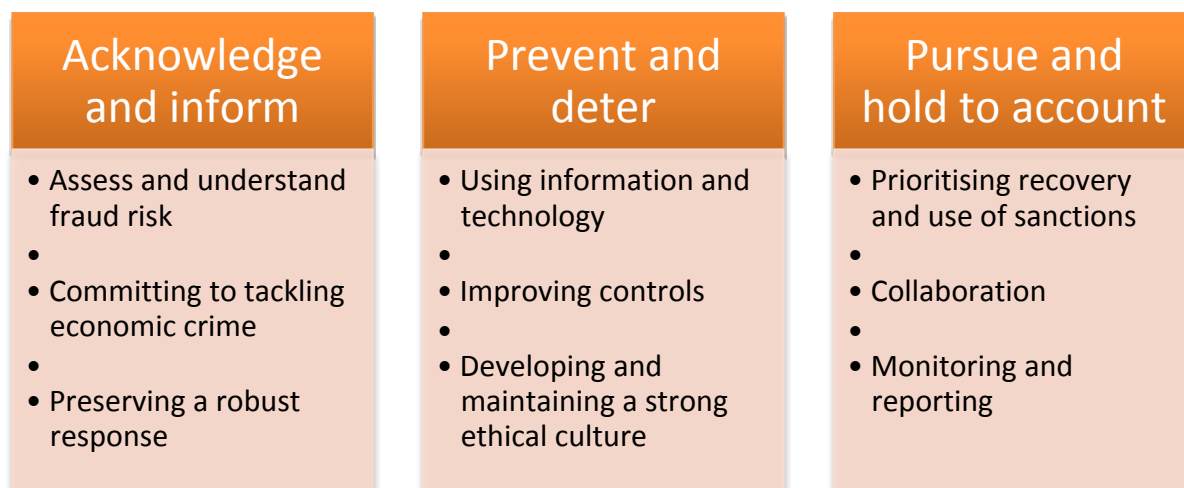 Acknowledge
and inform
• Assess and understand
fraud risk
•
• Committing to tackling
economic crime
•
• Preserving a robust
response
Prevent and
deter
• Using information and
technology
•
• Improving controls
•
• Developing and
maintaining a strong
ethical culture
Pursue and
hold to account
• Prioritising recovery
and use of sanctions
•
• Collaboration
•
• Monitoring and
reporting